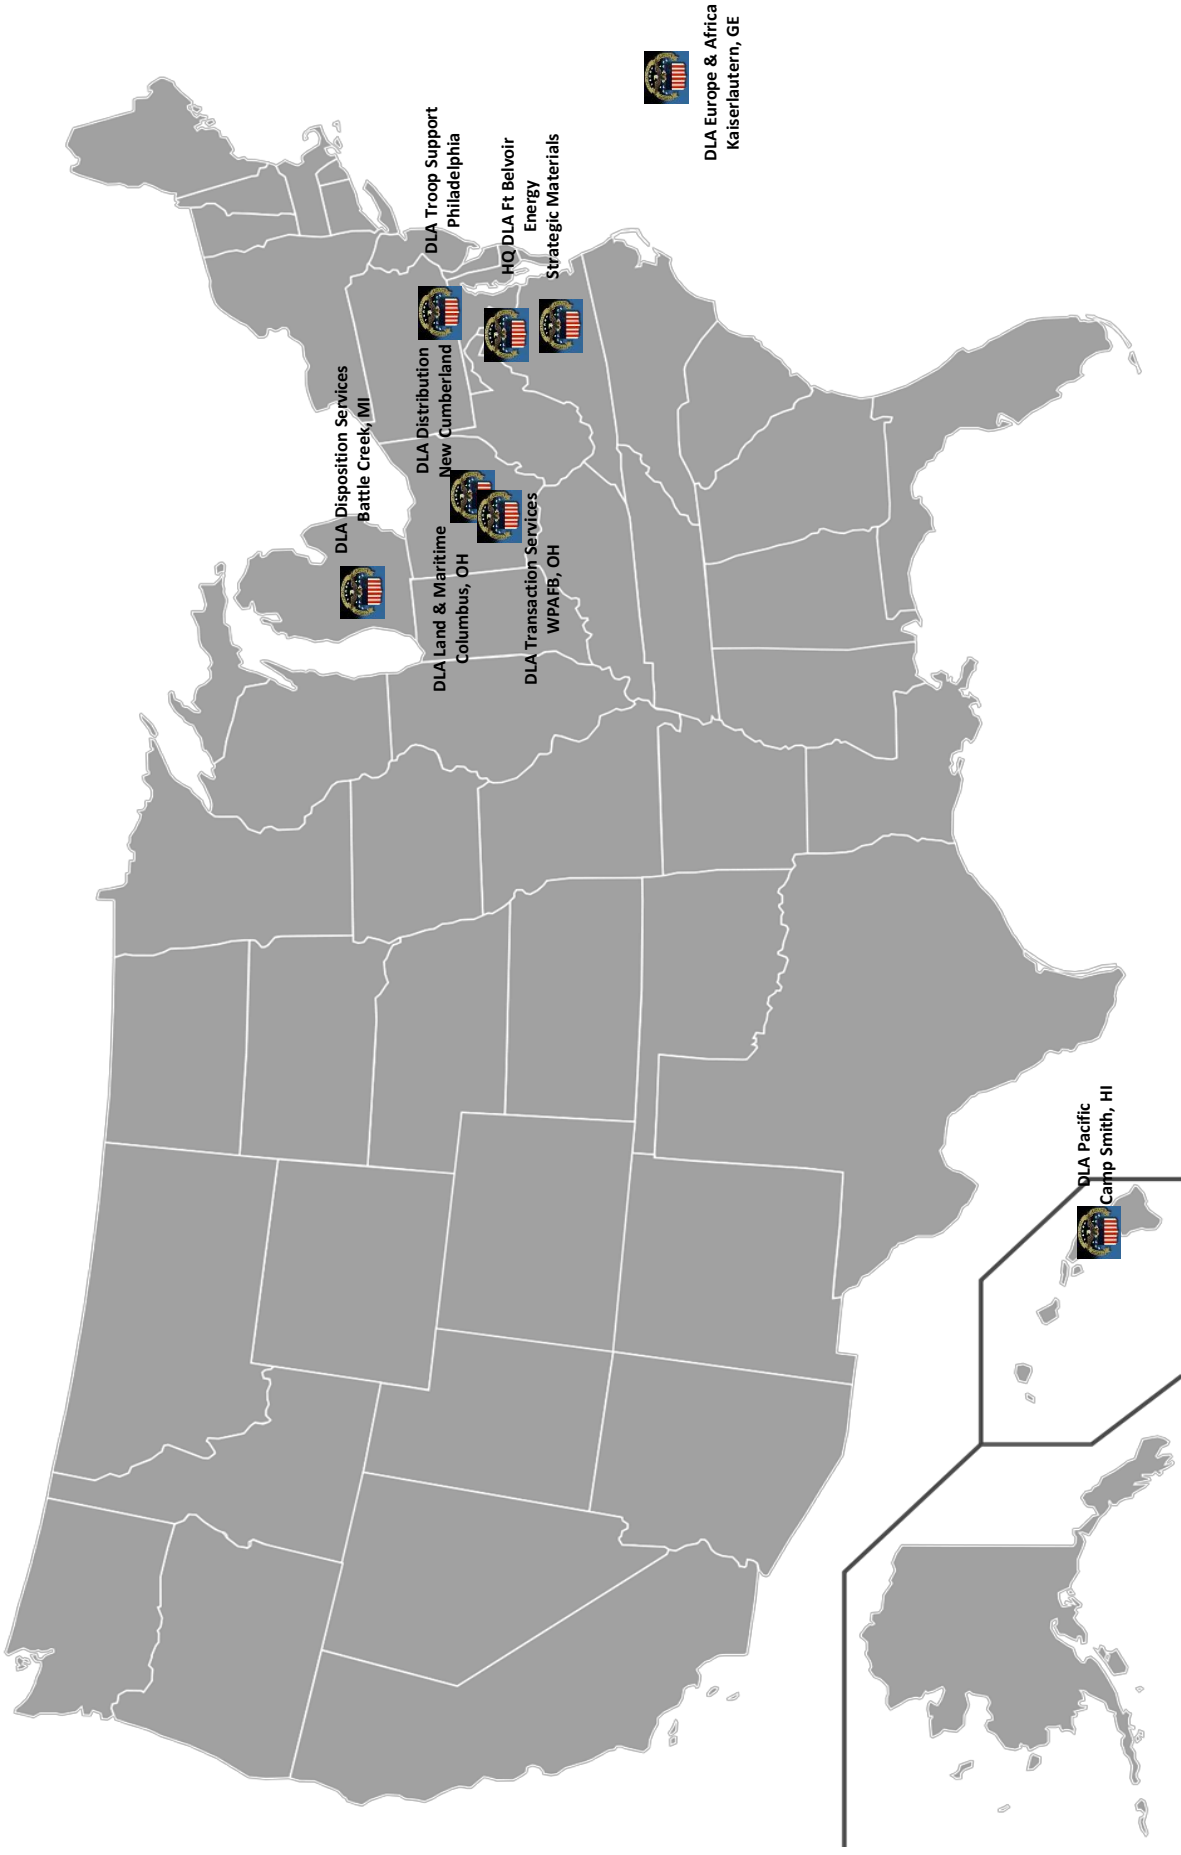 DLA Disposition Services
Battle Creek, MI
DLA Land & Maritime
Columbus, OH
DLA Distribution
New Cumberland
DLA Troop Support
Philadelphia
DLA Transaction Services
WPAFB, OH
HQ DLA Ft Belvoir
Energy
Strategic Materials
DLA Europe & Africa
Kaiserlautern, GE
DLA Pacific
Camp Smith, HI